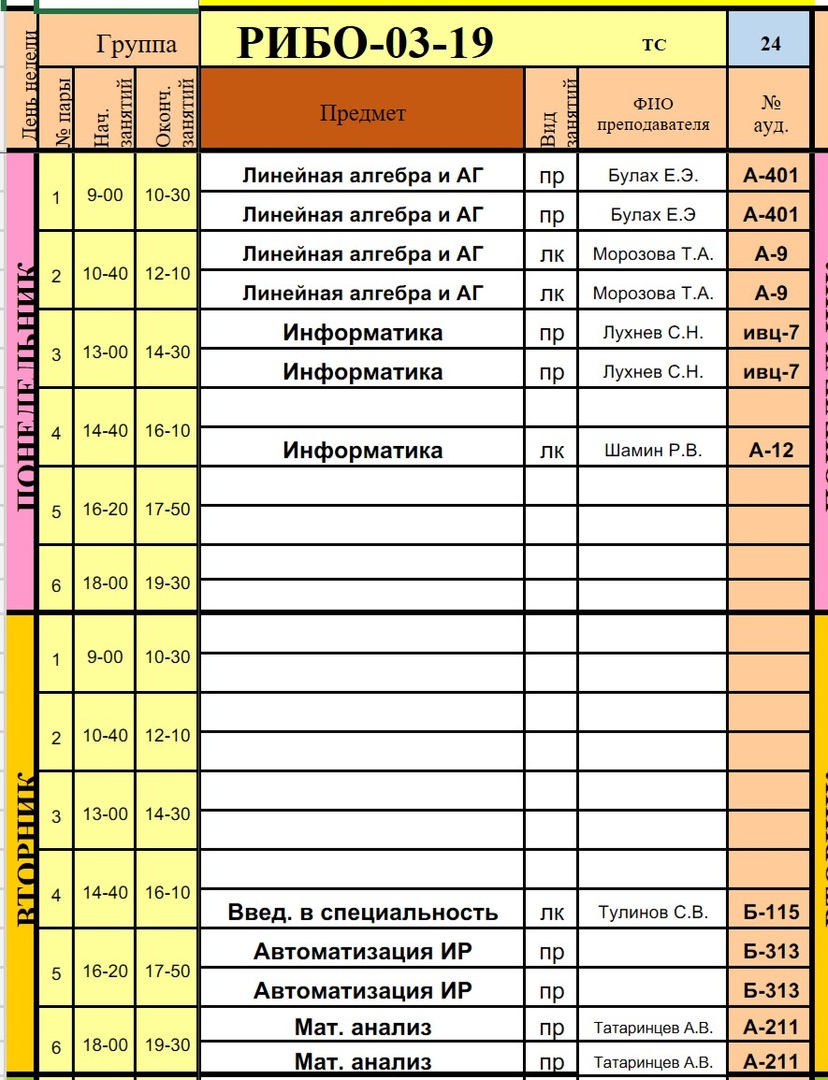 Группа РИБО-03-19 ТС 24
День недели № пары Нач. занятий Оконч. занятий Предмет Вид занятий ФИО преподавателя № ауд.
ПОНЕДЕЛЬНИК
1 9-00 10-30 Линейная алгебра и АГ пр Булах Е.Э. А-401
Линейная алгебра и АГ пр Булах Е.Э А-401
2 10-40 12-10 Линейная алгебра и АГ лк Морозова Т.А. А-9
Линейная алгебра и АГ лк Морозова Т.А. А-9
3 13-00 14-30 Информатика пр Лухнев С.Н. ивц-7
Информатика пр Лухнев С.Н. ивц-7
4 14-40 16-10
Информатика лк Шамин Р.В. А-12
5 16-20 17-50
6 18-00 19-30
ВТОРНИК
1 9-00 10-30
2 10-40 12-10
3 13-00 14-30
4 14-40 16-10
Введ. в специальность лк Тулинов С.В. Б-115
5 16-20 17-50 Автоматизация ИР пр Б-313
Автоматизация ИР пр Б-313
6 18-00 19-30 Мат. анализ пр Татаринцев А.В. А-211
Мат. анализ пр Татаринцев А.В. А-211